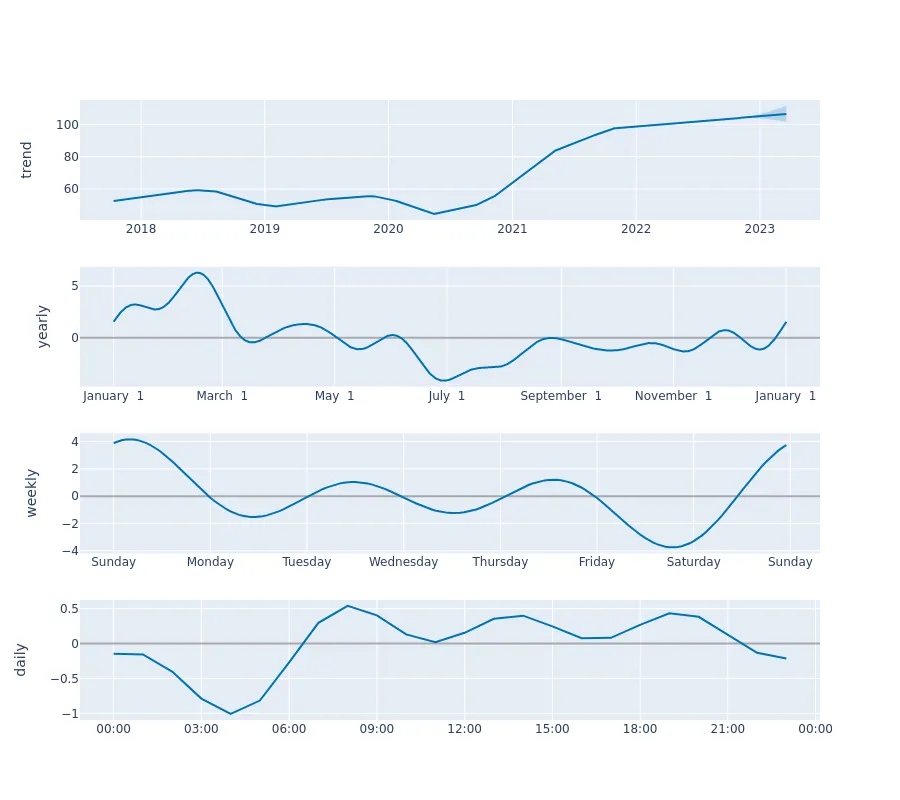 trend
100
80
60
2018 2019 2020 2021 2022 2023
yearly
5
0
January 1 March 1 May 1 July 1 September 1 November 1 January 1
weekly
4
2
0
−2
−4
Sunday Monday Tuesday Wednesday Thursday Friday Saturday Sunday
daily
0.5
0
−0.5
−1
00:00 03:00 06:00 09:00 12:00 15:00 18:00 21:00 00:00